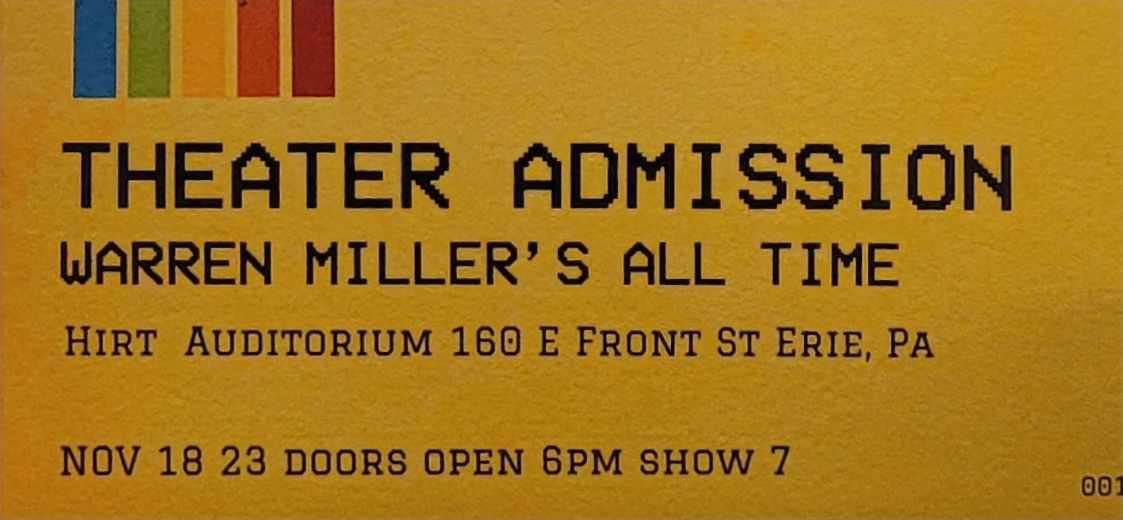 THEATER ADMISSION
WARREN MILLER'S ALL TIME
HIRT AUDITORIUM 160 E FRONT ST ERIE, PA
NOV 18 23 DOORS OPEN 6PM SHOW 7
001